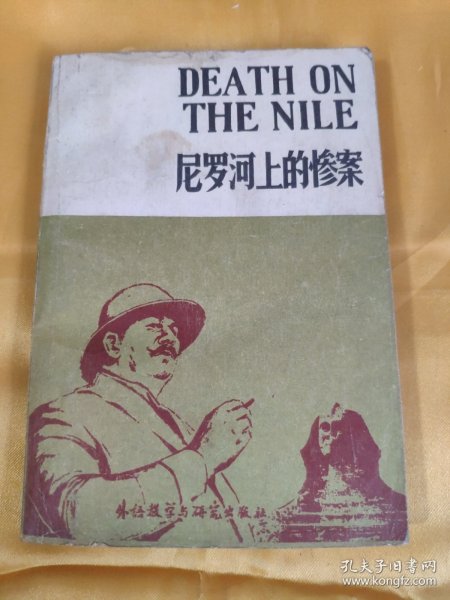 DEATH ON
THE NILE
尼罗河上的惨案
外语教学与研究出版社
孔夫子旧书网
www.kongfz.com